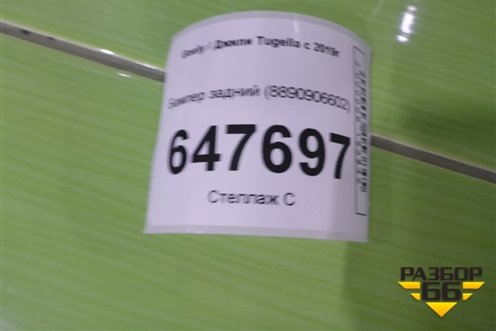 Geely / Джили Tugella с 2019г
Бампер задний (8890906602)
647697
Стеллаж С
РАЗБОР
66